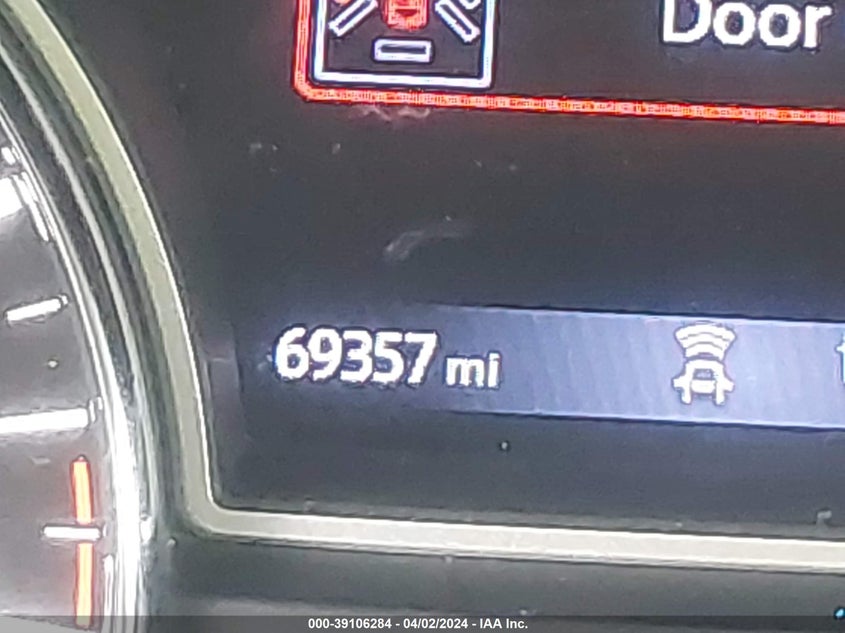 Door
69357 mi
000-39106284 - 04/02/2024 - IAA Inc.